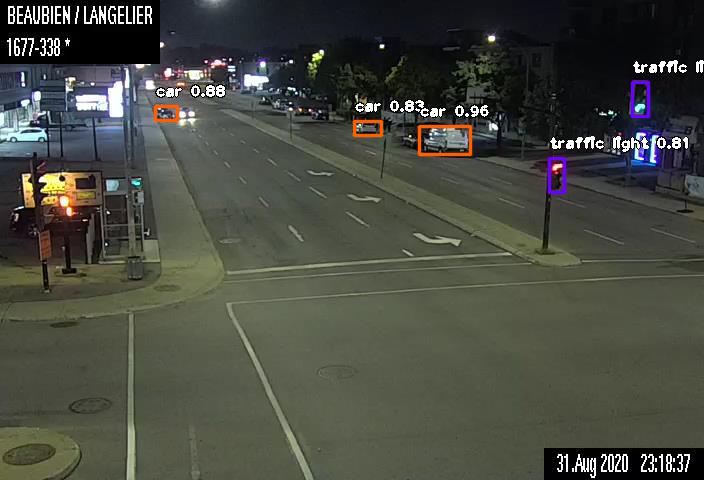 BEAUBIEN / LANGELIER
1677-338 *
car 0.88
car 0.83
car 0.96
traffic li
traffic light 0.81
31.Aug 2020 23:18:37